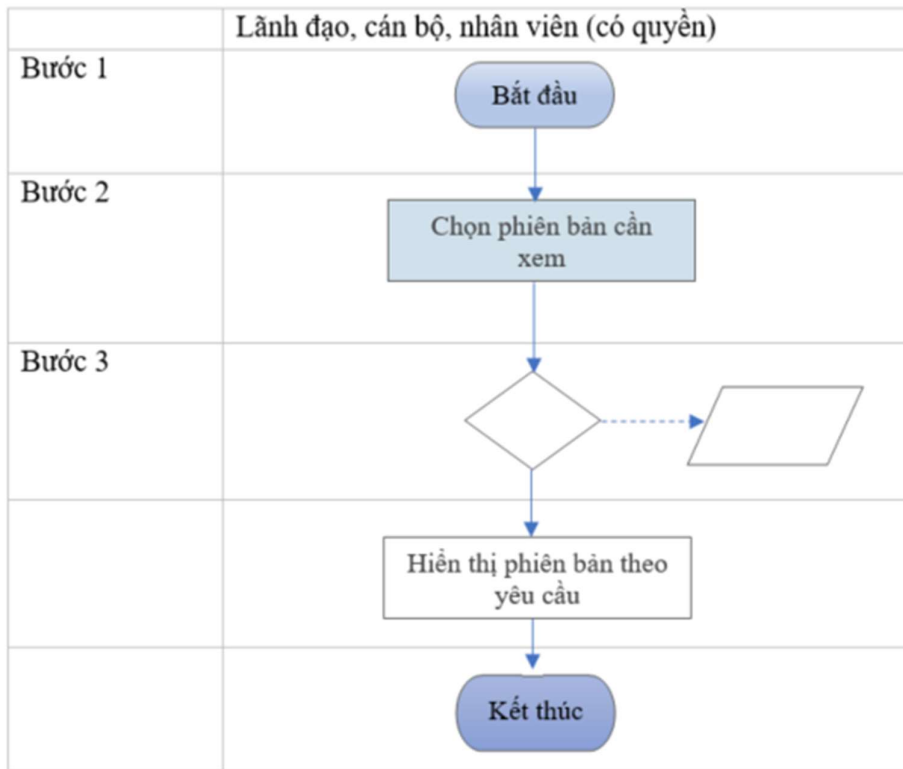 Lãnh đạo, cán bộ, nhân viên (có quyền)
Bước 1
Bắt đầu
Bước 2
Chọn phiên bản cần
xem
Bước 3
Hiển thị phiên bản theo
yêu cầu
Kết thúc